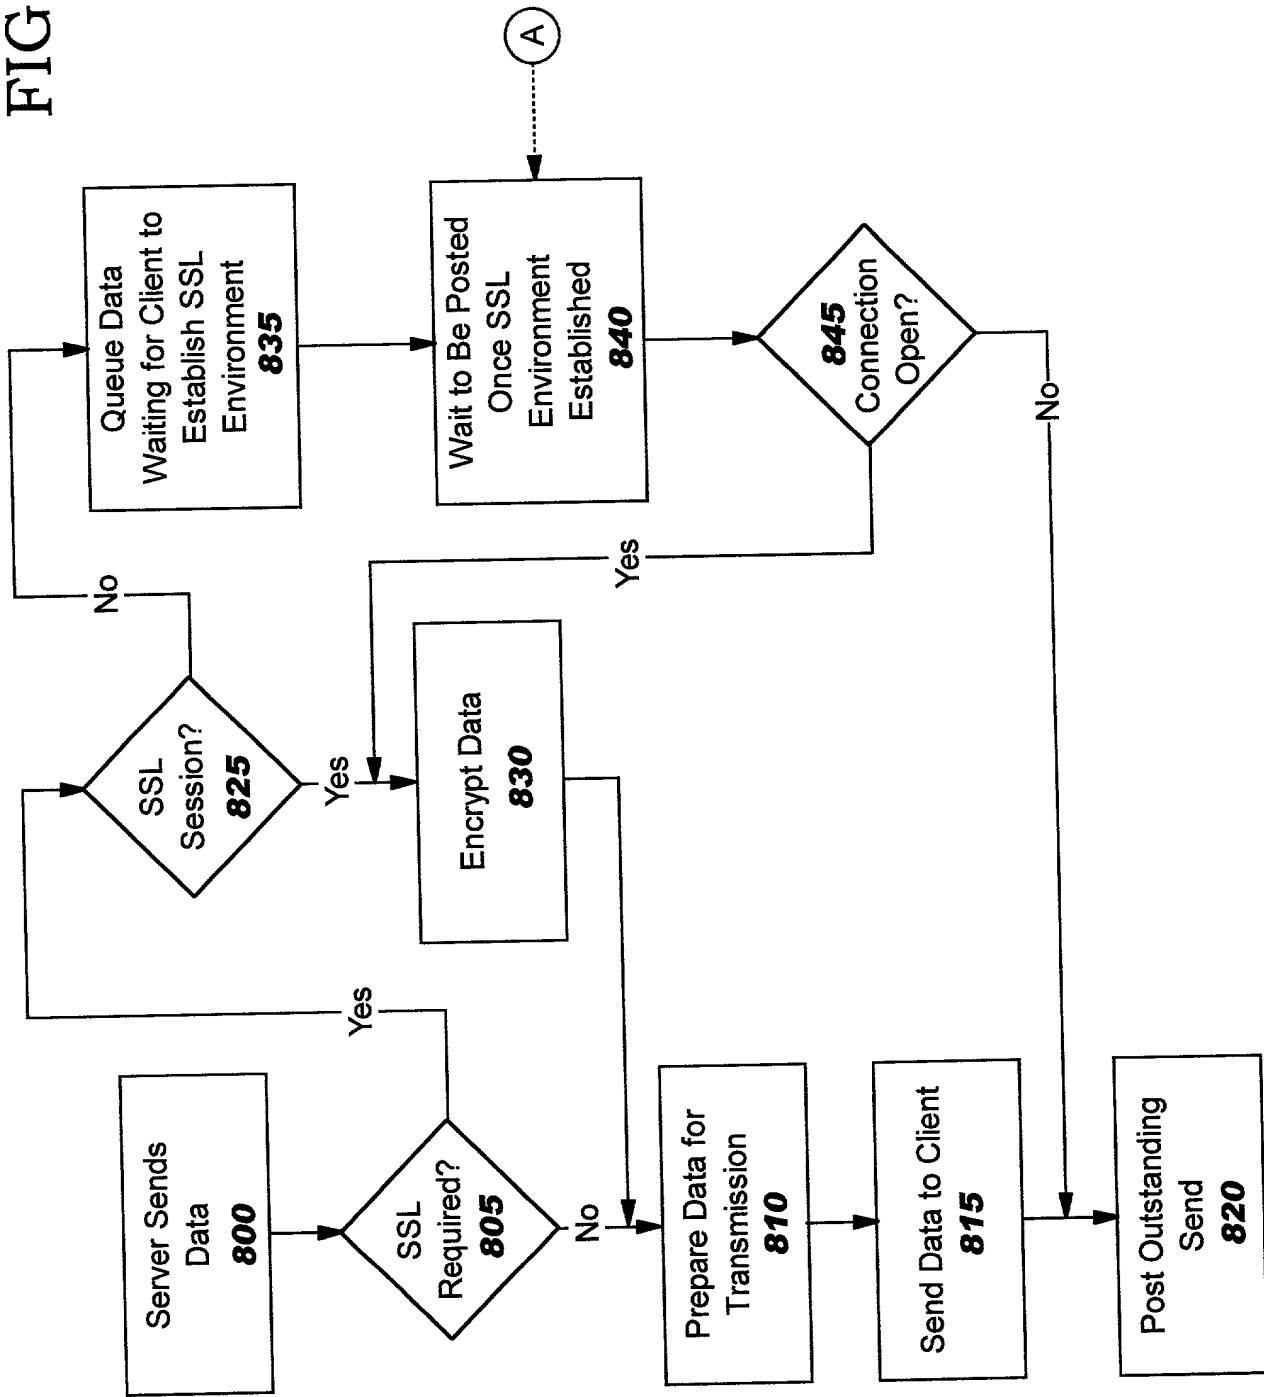 FIG
Server Sends
Data
800
SSL
Required?
805
Yes
No
Prepare Data for
Transmission
810
Send Data to Client
815
Post Outstanding
Send
820
SSL
Session?
825
No
Yes
Encrypt Data
830
Queue Data
Waiting for Client to
Establish SSL
Environment
835
Wait to Be Posted
Once SSL
Environment
Established
840
A
845
Connection
Open?
Yes
No